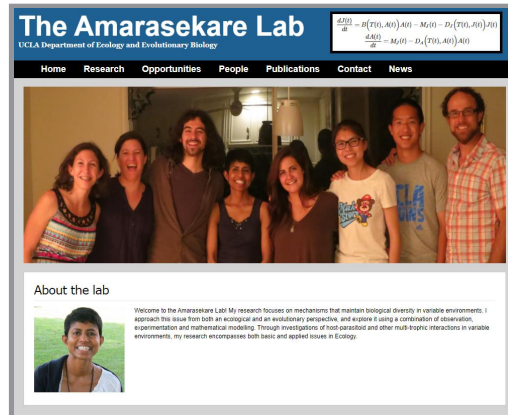 The Amarasekare Lab
UCLA Department of Ecology and Evolutionary Biology
dJ(t)/dt = B(T(t), A(t))A(t) − M_J(t) − D_J(T(t), J(t))J(t)
dA(t)/dt = M_J(t) − D_A(T(t), A(t))A(t)
Home Research Opportunities People Publications Contact News
About the lab
Welcome to the Amarasekare Lab! My research focuses on mechanisms that maintain biological diversity in variable environments. I
approach this issue from both an ecological and an evolutionary perspective, and explore it using a combination of observation,
experimentation and mathematical modelling. Through investigations of host-parasitoid and other multi-trophic interactions in variable
environments, my research encompasses both basic and applied issues in Ecology.